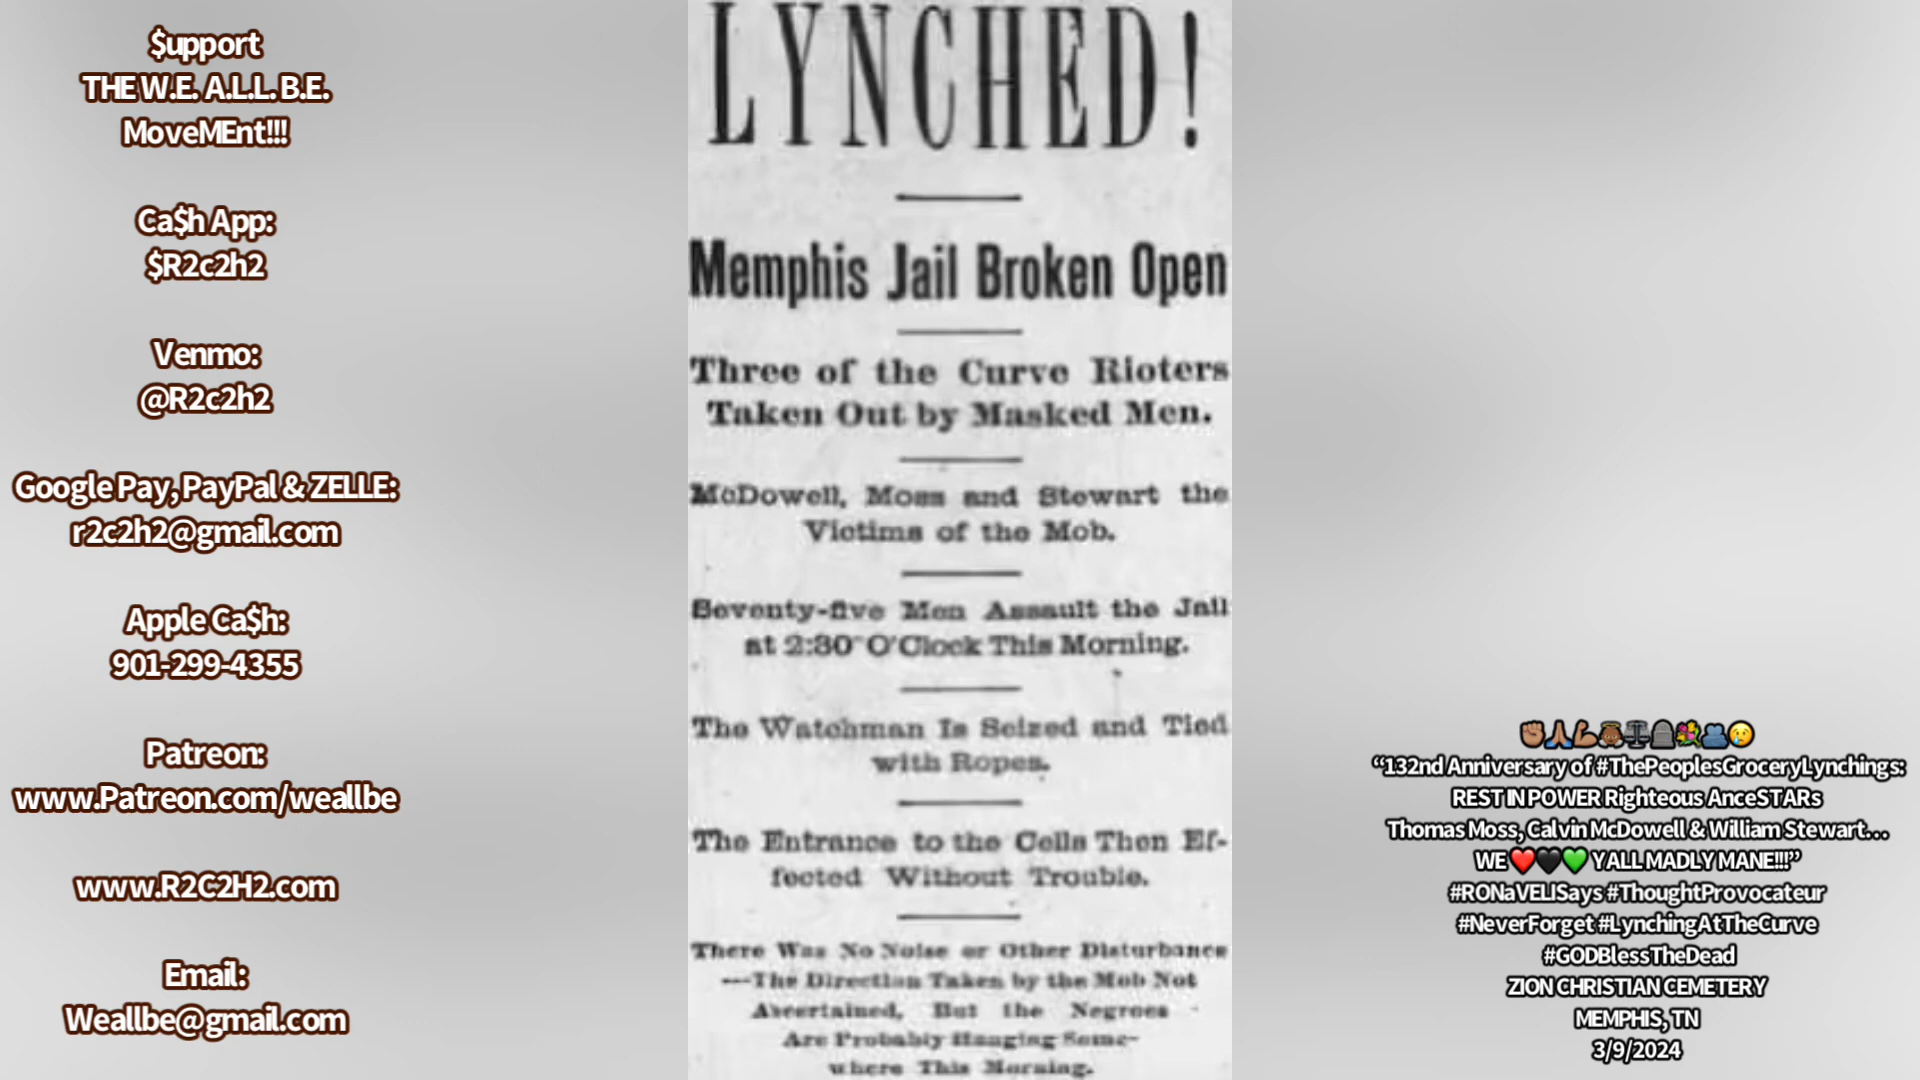 $upport
THE W.E. A.L.L. B.E.
MoveMEnt!!!
Ca$h App:
$R2c2h2
Venmo:
@R2c2h2
Google Pay, PayPal & ZELLE:
r2c2h2@gmail.com
Apple Ca$h:
901-299-4355
Patreon:
www.Patreon.com/weallbe
www.R2C2H2.com
Email:
Weallbe@gmail.com
LYNCHED!
Memphis Jail Broken Open
Three of the Curve Rioters
Taken Out by Masked Men.
McDowell, Moss and Stewart the
Victims of the Mob.
Seventy-five Men Assault the Jail
at 2:30 O'Clock This Morning.
The Watchman Is Seized and Tied
with Ropes.
The Entrance to the Cells Then Ef-
fected Without Trouble.
There Was No Noise or Other Disturbance
—The Direction Taken by the Mob Not
Ascertained, But the Negroes
Are Probably Hanging Some-
where This Morning.
✊🏾🙏🏾💪🏾👼🏾⚖️🪦💐🫂😢
“132nd Anniversary of #ThePeoplesGroceryLynchings:
REST IN POWER Righteous AnceSTARs
Thomas Moss, Calvin McDowell & William Stewart…
WE ❤️🖤💚 YALL MADLY MANE!!!”
#RONaVELISays #ThoughtProvocateur
#NeverForget #LynchingAtTheCurve
#GODBlessTheDead
ZION CHRISTIAN CEMETERY
MEMPHIS, TN
3/9/2024